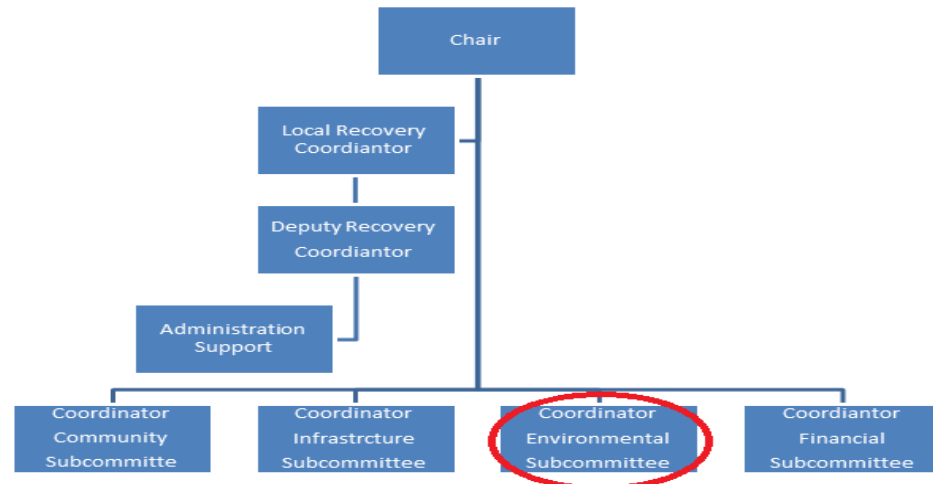 Chair
Local Recovery
Coordiantor
Deputy Recovery
Coordiantor
Administration
Support
Coordinator
Community
Subcommitte
Coordinator
Infrastrcture
Subcommittee
Coordinator
Environmental
Subcommittee
Coordiantor
Financial
Subcommittee